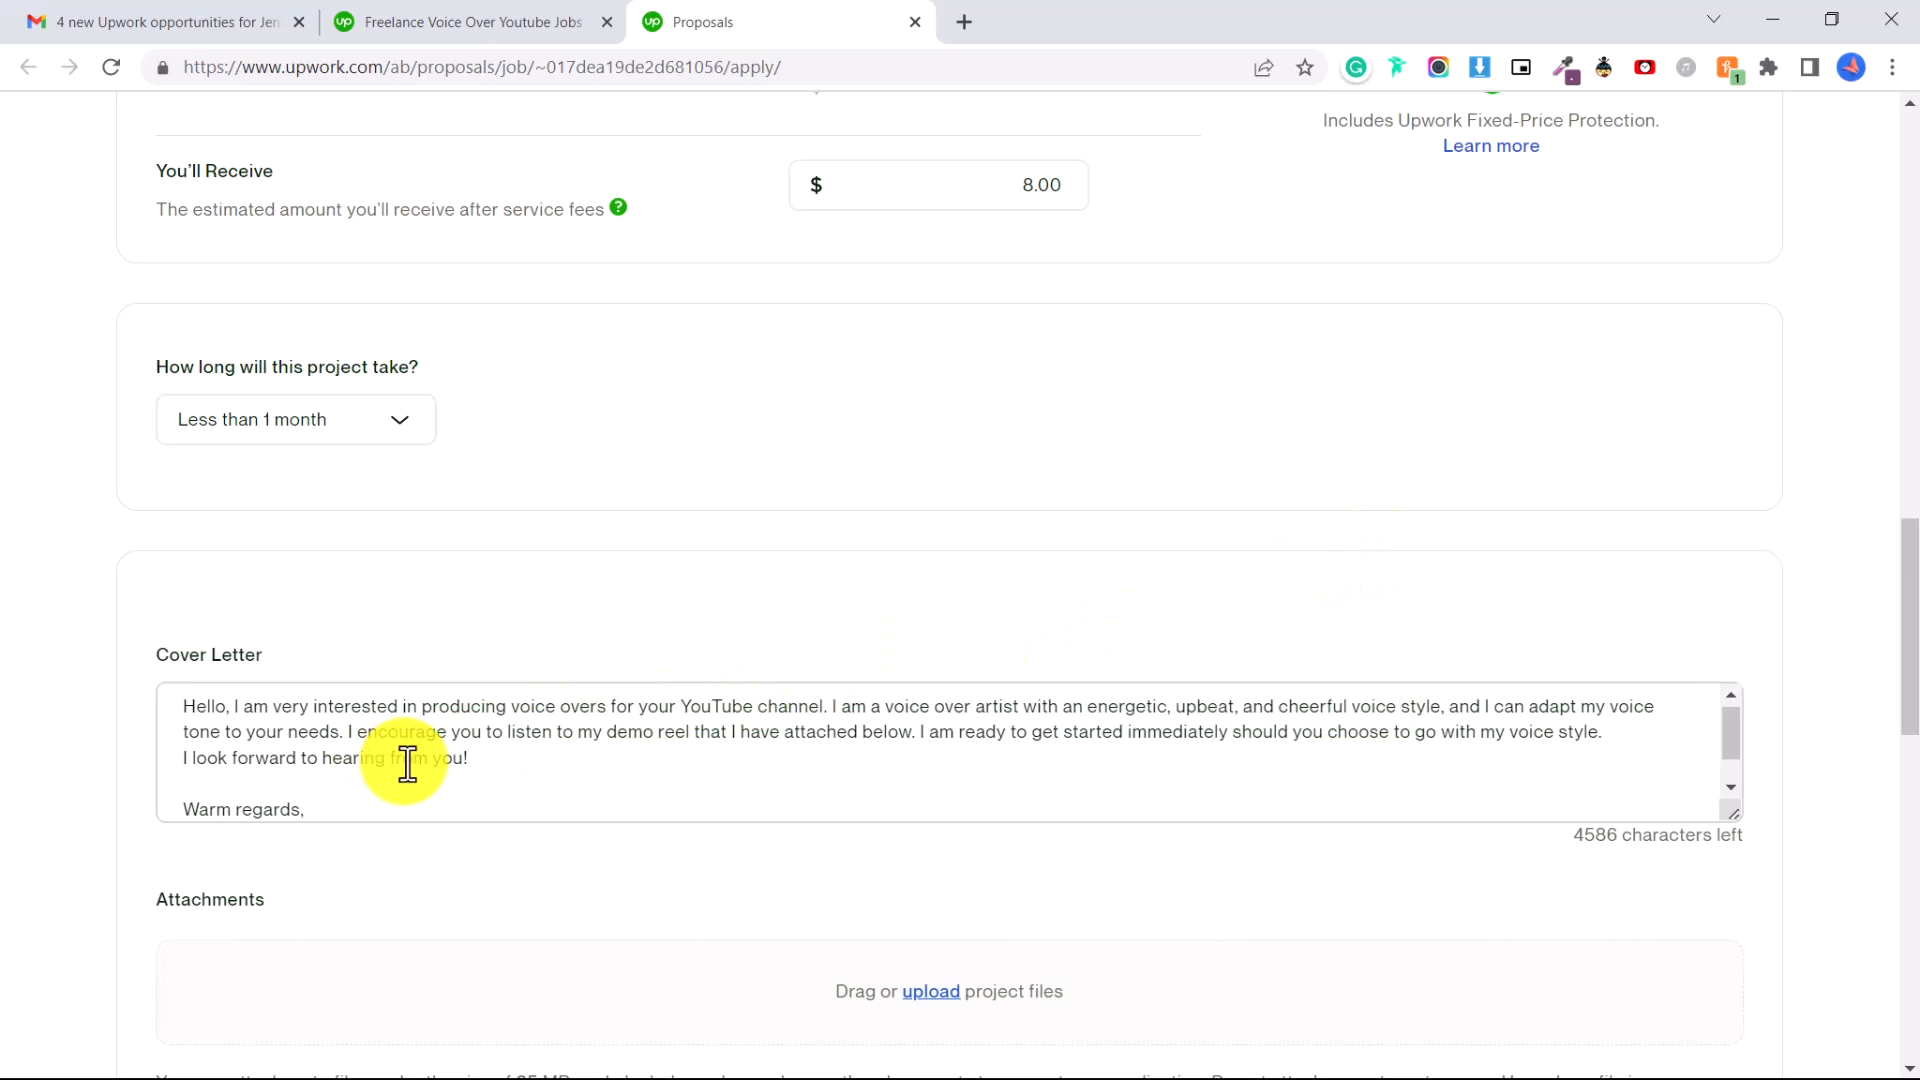 4 new Upwork opportunities for Jen
Freelance Voice Over Youtube Jobs
Proposals
https://www.upwork.com/ab/proposals/job/~017dea19de2d681056/apply/
1
Includes Upwork Fixed-Price Protection.
Learn more
You'll Receive
$ 8.00
The estimated amount you'll receive after service fees ?
How long will this project take?
Less than 1 month
Cover Letter
Hello, I am very interested in producing voice overs for your YouTube channel. I am a voice over artist with an energetic, upbeat, and cheerful voice style, and I can adapt my voice
tone to your needs. I encourage you to listen to my demo reel that I have attached below. I am ready to get started immediately should you choose to go with my voice style.
I look forward to hearing from you!
Warm regards,
4586 characters left
Attachments
Drag or upload project files